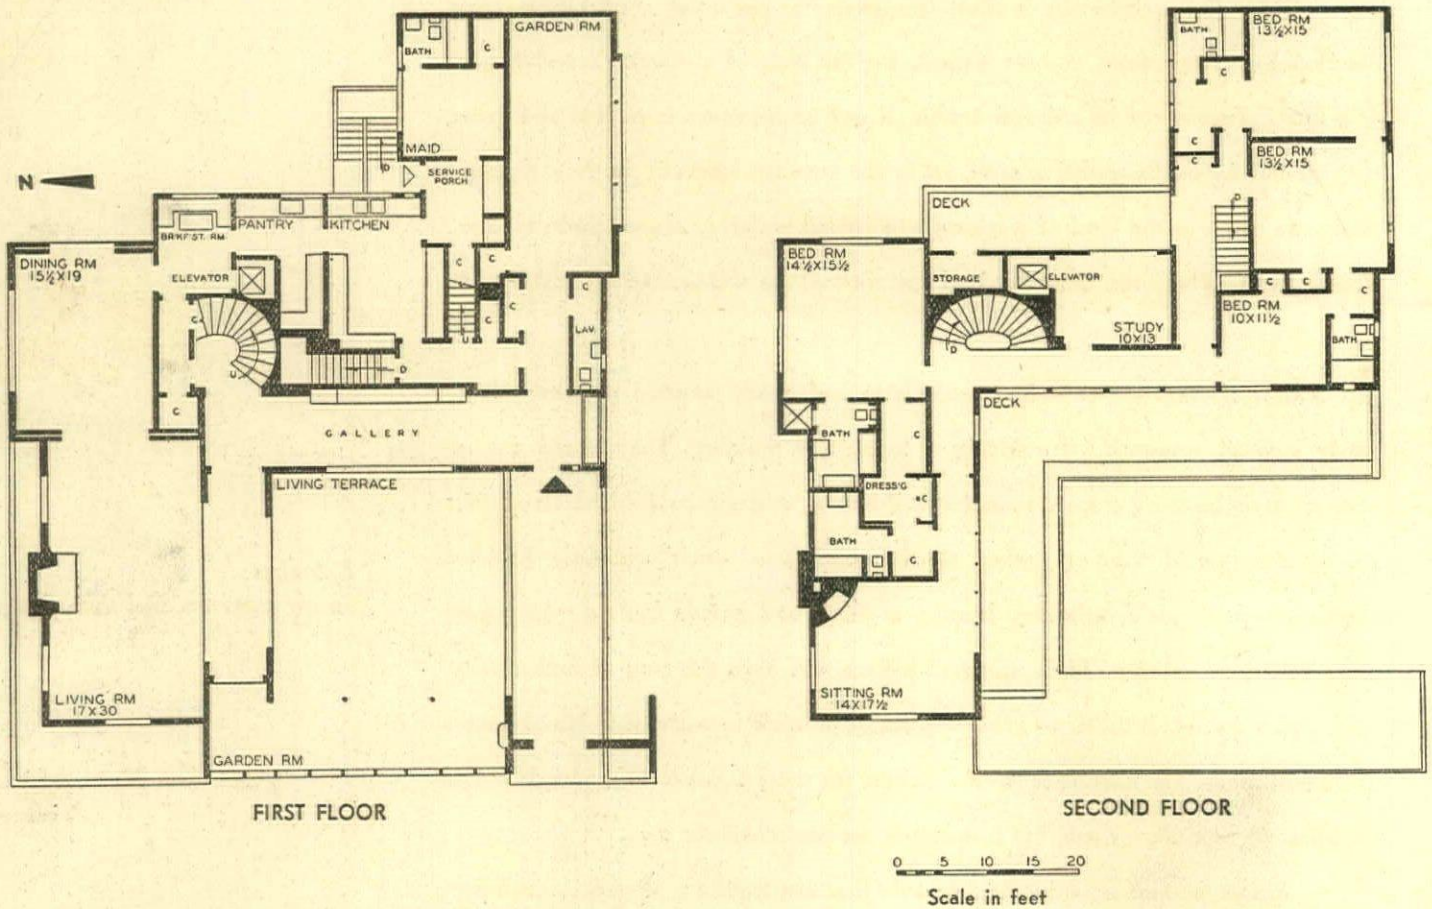 BATH
C
GARDEN RM
MAID
D
SERVICE
PORCH
N
BRKFST. RM
PANTRY
KITCHEN
DINING RM
15½X19
ELEVATOR
C
C
C
C
C
C
LAV.
U
U
D
C
GALLERY
LIVING TERRACE
LIVING RM
17X30
GARDEN RM
FIRST FLOOR
BATH
BED RM
13½X15
C
C
C
BED RM
13½X15
D
DECK
BED RM
14½X15½
STORAGE
ELEVATOR
C
C
C
BED RM
10X11½
STUDY
10X13
D
BATH
DECK
BATH
C
DRESS'G
C
BATH
C
SITTING RM
14X17½
SECOND FLOOR
0 5 10 15 20
Scale in feet